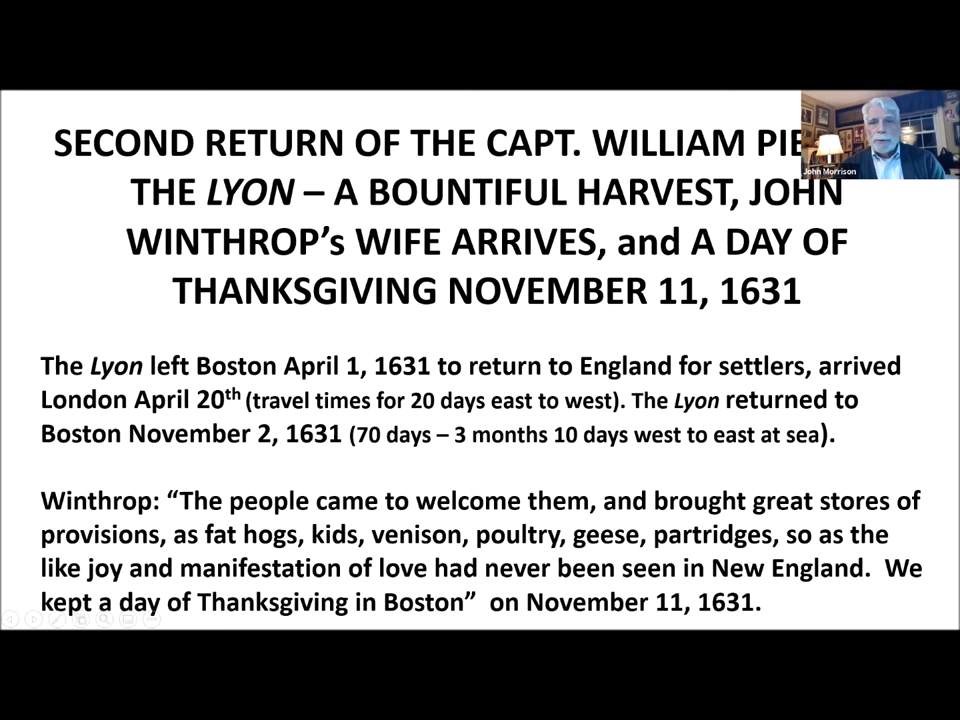 SECOND RETURN OF THE CAPT. WILLIAM
THE LYON – A BOUNTIFUL HARVEST, JOHN
WINTHROP’s WIFE ARRIVES, and A DAY OF
THANKSGIVING NOVEMBER 11, 1631
John Morrison
The Lyon left Boston April 1, 1631 to return to England for settlers, arrived
London April 20th (travel times for 20 days east to west). The Lyon returned to
Boston November 2, 1631 (70 days – 3 months 10 days west to east at sea).
Winthrop: “The people came to welcome them, and brought great stores of
provisions, as fat hogs, kids, venison, poultry, geese, partridges, so as the
like joy and manifestation of love had never been seen in New England.  We
kept a day of Thanksgiving in Boston”  on November 11, 1631.